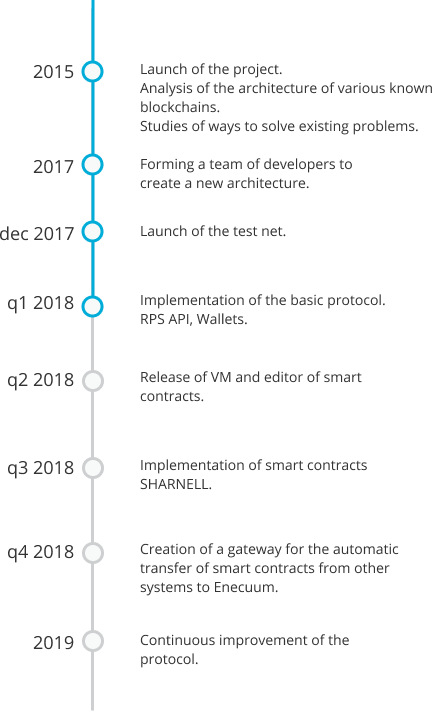 2015
Launch of the project.
Analysis of the architecture of various known
blockchains.
Studies of ways to solve existing problems.
2017
Forming a team of developers to
create a new architecture.
dec 2017
Launch of the test net.
q1 2018
Implementation of the basic protocol.
RPS API, Wallets.
q2 2018
Release of VM and editor of smart
contracts.
q3 2018
Implementation of smart contracts
SHARNELL.
q4 2018
Creation of a gateway for the automatic
transfer of smart contracts from other
systems to Enecuum.
2019
Continuous improvement of the
protocol.